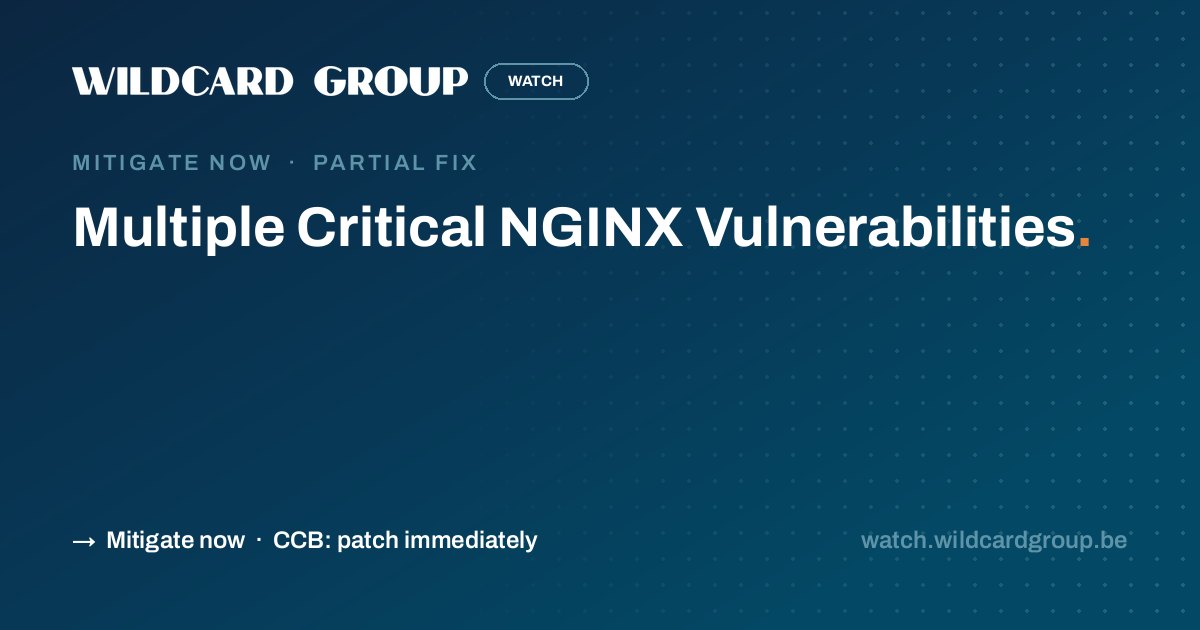 WILDCARD GROUP WATCH
MITIGATE NOW · PARTIAL FIX
Multiple Critical NGINX Vulnerabilities.
→ Mitigate now · CCB: patch immediately
watch.wildcardgroup.be